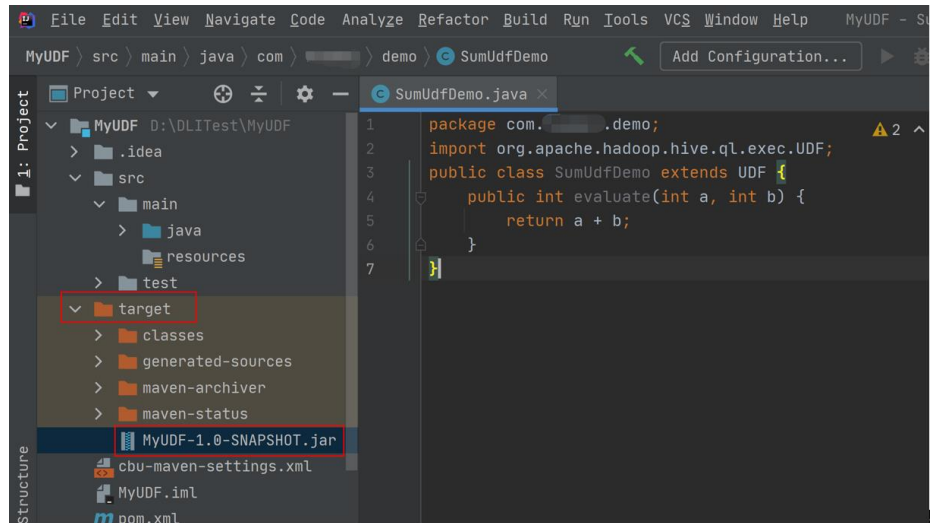 File Edit View Navigate Code Analyze Refactor Build Run Tools VCS Window Help MyUDF -
MyUDF src main java com demo SumUdfDemo Add Configuration...
1: Project
Project
SumUdfDemo.java
MyUDF D:\DLITest\MyUDF
.idea
src
main
java
resources
test
target
classes
generated-sources
maven-archiver
maven-status
MyUDF-1.0-SNAPSHOT.jar
cbu-maven-settings.xml
MyUDF.iml
pom.xml
Structure
1 package com. .demo;
2 import org.apache.hadoop.hive.ql.exec.UDF;
3 public class SumUdfDemo extends UDF {
4 public int evaluate(int a, int b) {
5 return a + b;
6 }
7 }
2